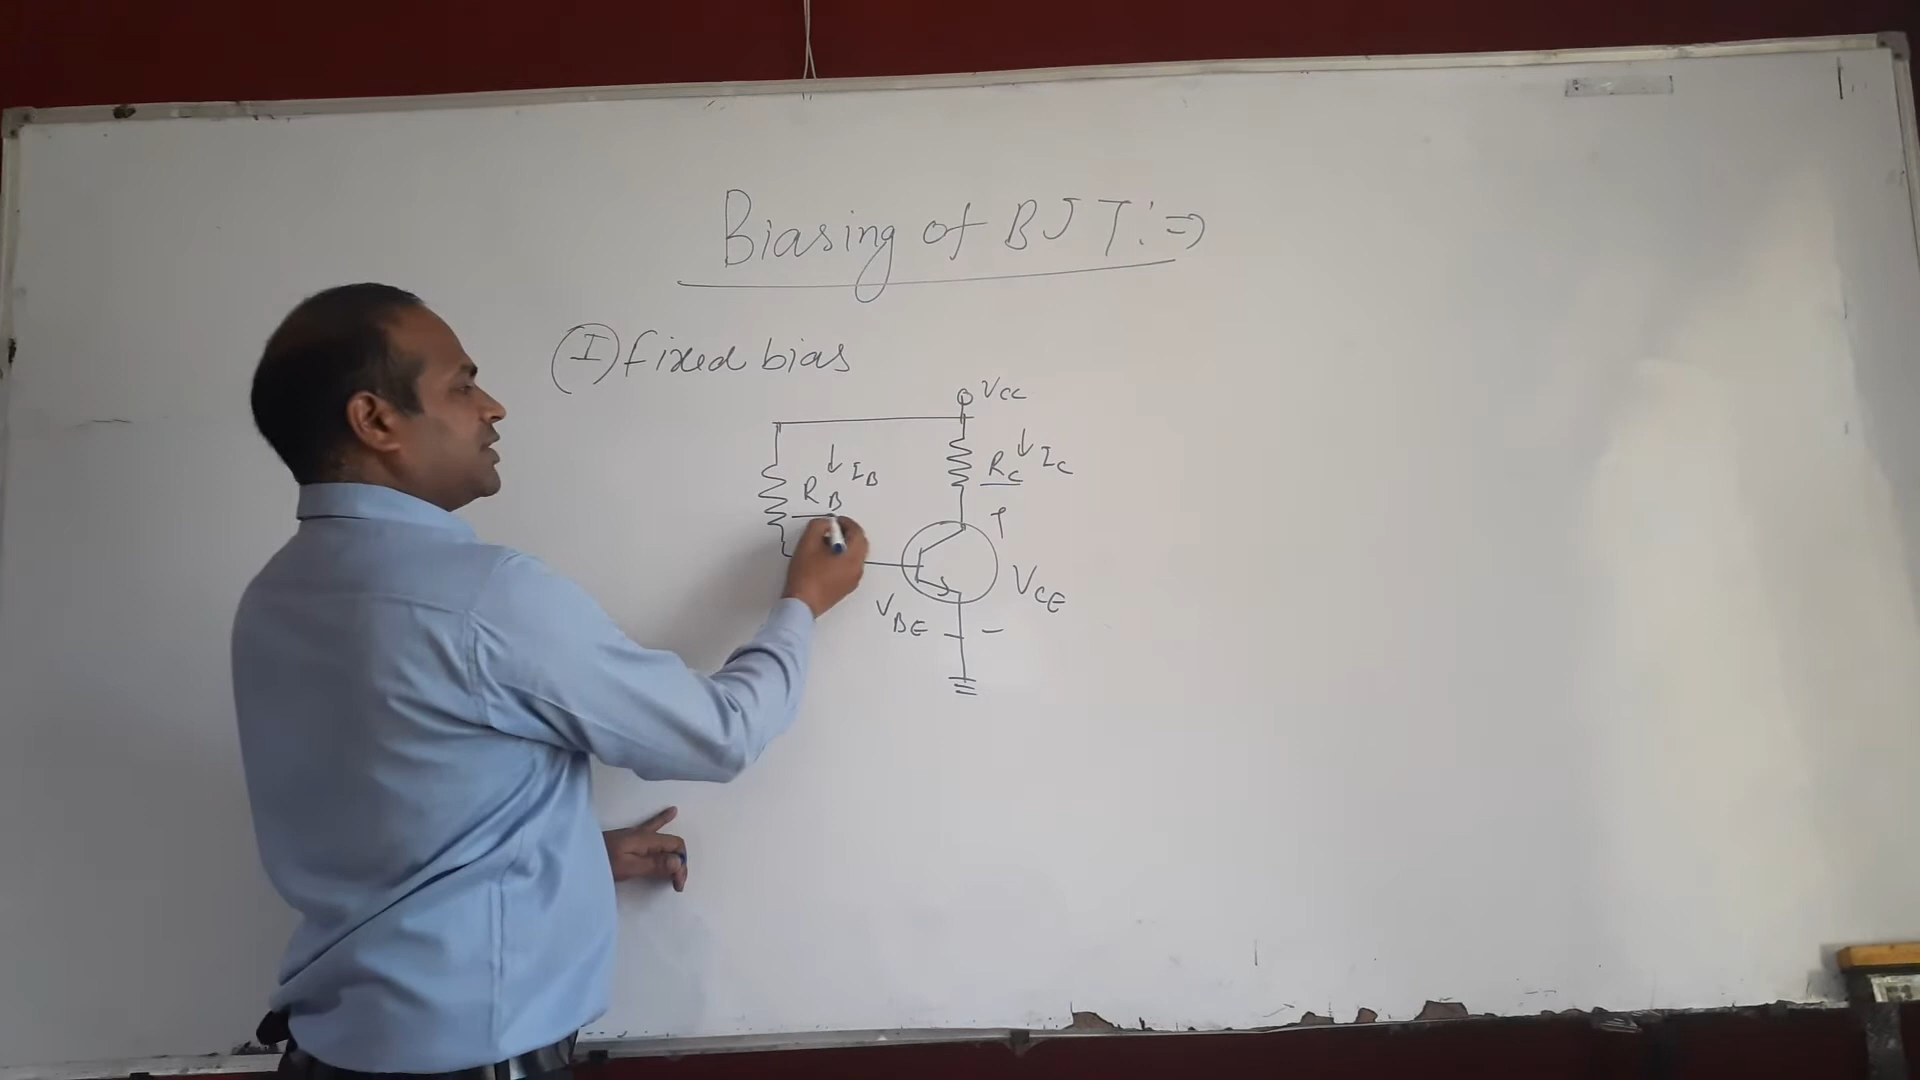 Biasing of BJT:⇒
(I) fixed bias
VCC
↓ IB
RB
RC ↓ IC
+
VCE
VBE - -